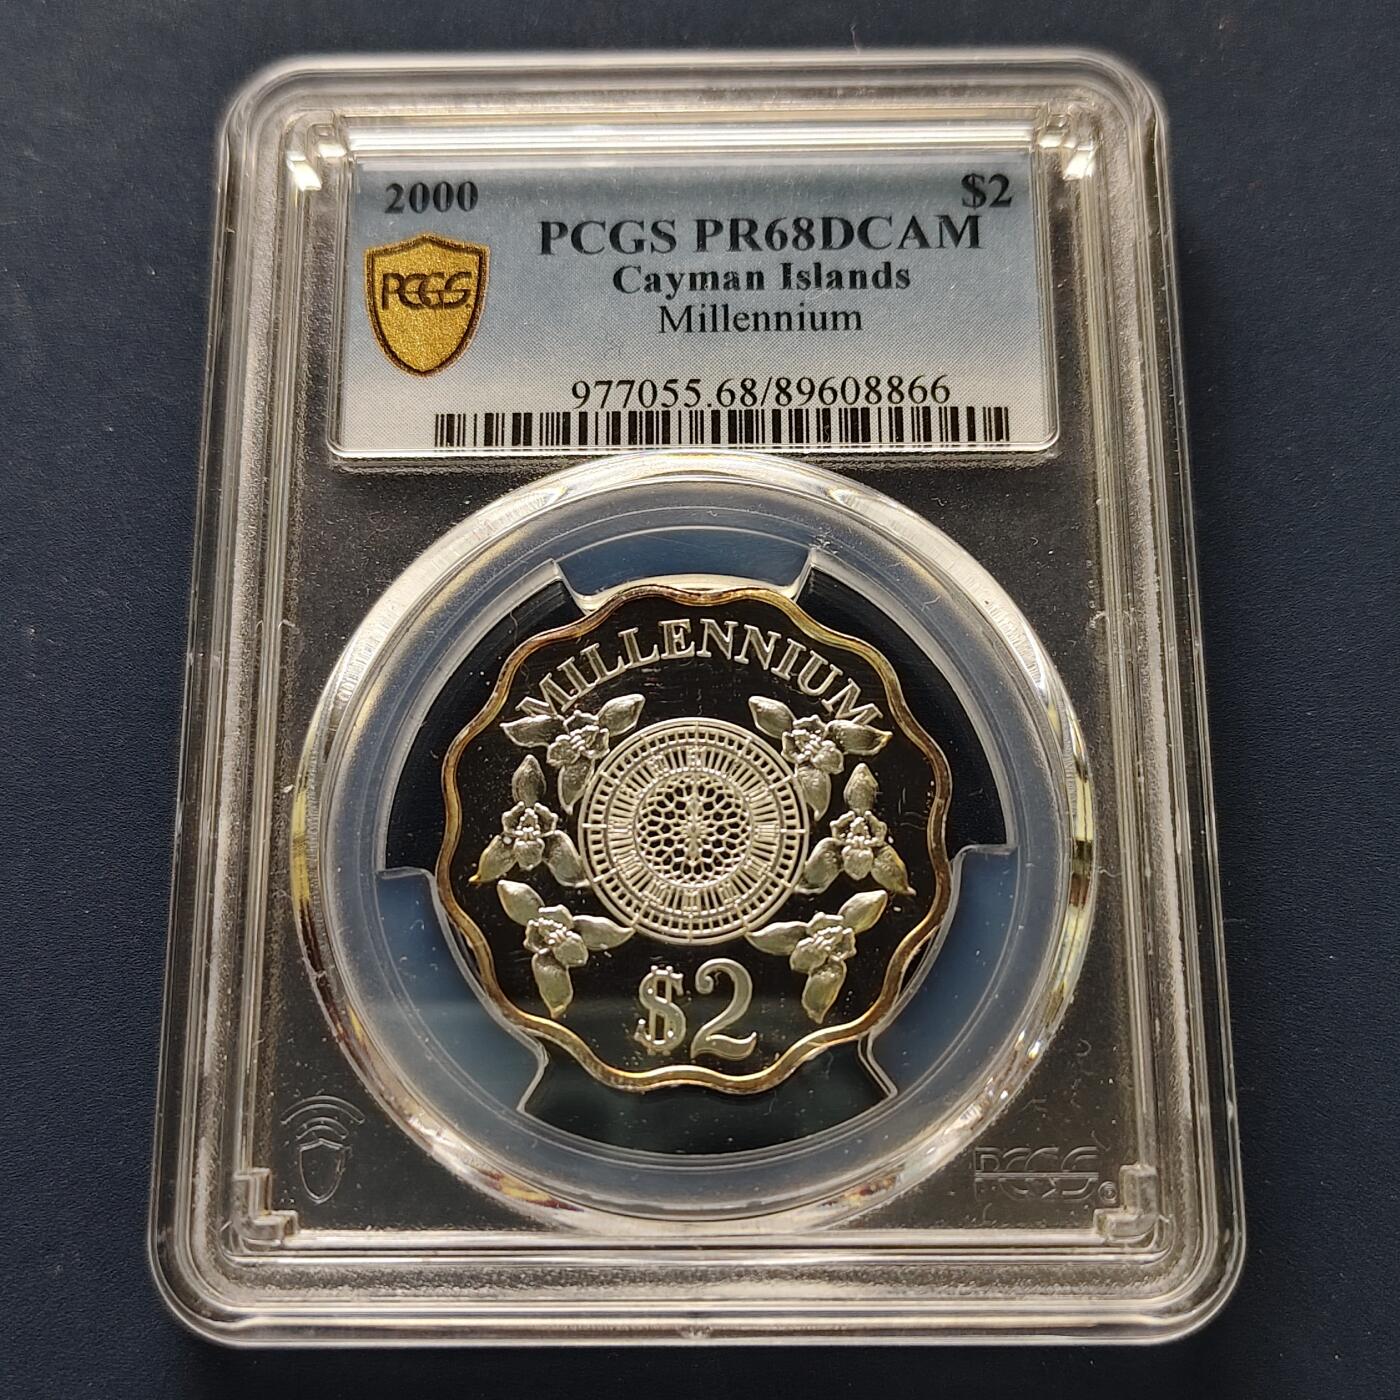 2000
$2
PCGS PR68DCAM
Cayman Islands
Millennium
PCGS
977055.68/89608866
MILLENNIUM
$2
PCGS